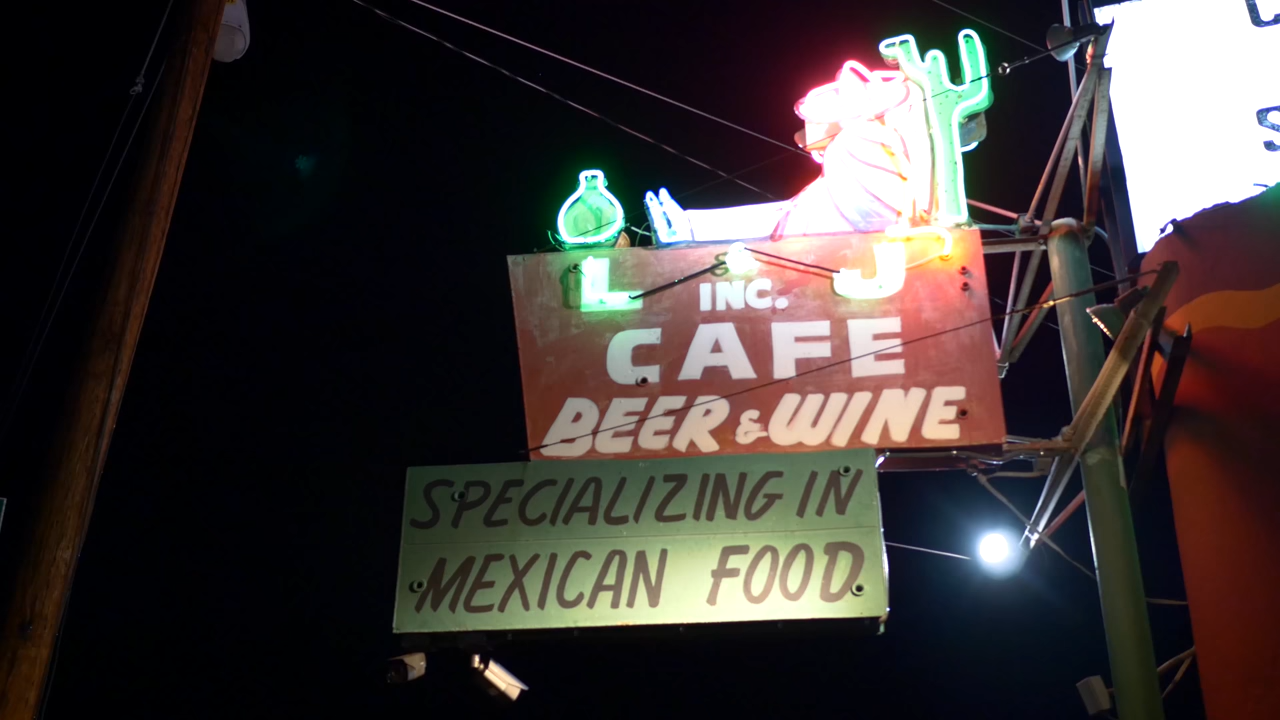 L & J
INC.
CAFE
BEER & WINE
SPECIALIZING IN
MEXICAN FOOD